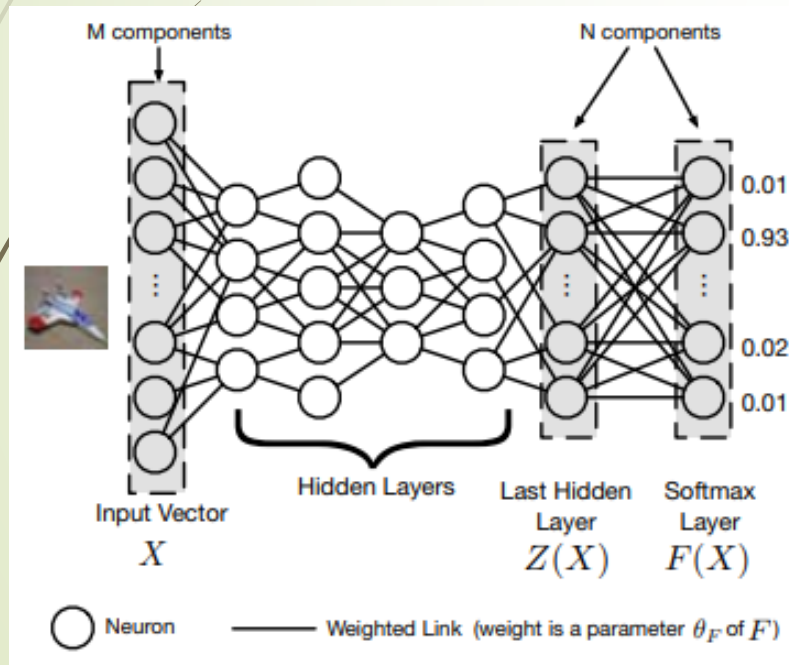 M components
N components
0.01
0.93
...
...
...
0.02
0.01
Hidden Layers
Input Vector
X
Last Hidden
Layer
Z(X)
Softmax
Layer
F(X)
Neuron
Weighted Link (weight is a parameter θ_F of F)